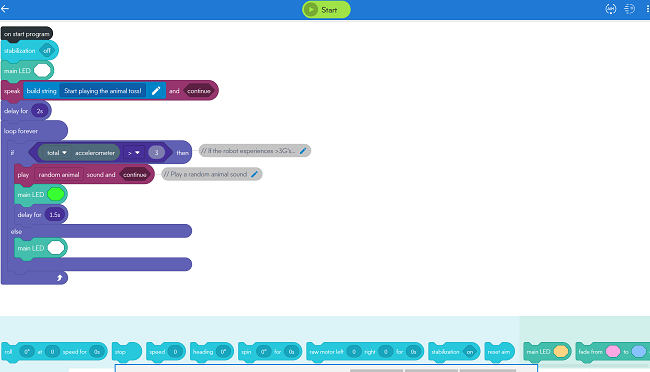 Start
on start program
stabilization off
main LED
speak build string Start playing the animal toss! and continue
delay for 2s
loop forever
if total accelerometer > 3 then // If the robot experiences >3G's...
play random animal sound and continue // Play a random animal sound
main LED
delay for 1.5s
else
main LED
roll 0° at 0 speed for 0s stop speed 0 heading 0° spin 0° for 0s raw motor left 0 right 0 for 0s stabilization on reset aim main LED fade from to